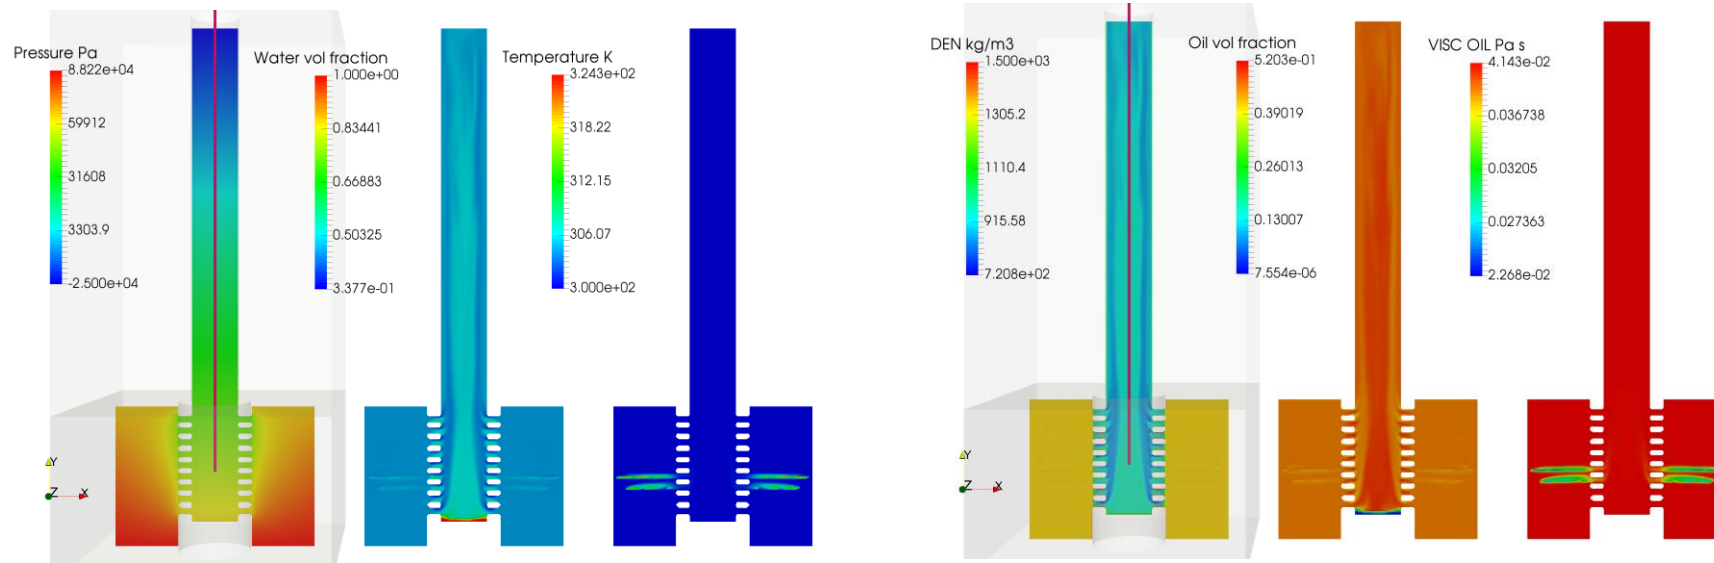 Pressure Pa
8.822e+04
59912
31608
3303.9
-2.500e+04
Y
Z
X
Water vol fraction
1.000e+00
0.83441
0.66883
0.50325
3.377e-01
Temperature K
3.243e+02
318.22
312.15
306.07
3.000e+02
DEN kg/m3
1.500e+03
1305.2
1110.4
915.58
7.208e+02
Y
Z
X
Oil vol fraction
5.203e-01
0.39019
0.26013
0.13007
7.554e-06
VISC OIL Pa s
4.143e-02
0.036738
0.03205
0.027363
2.268e-02